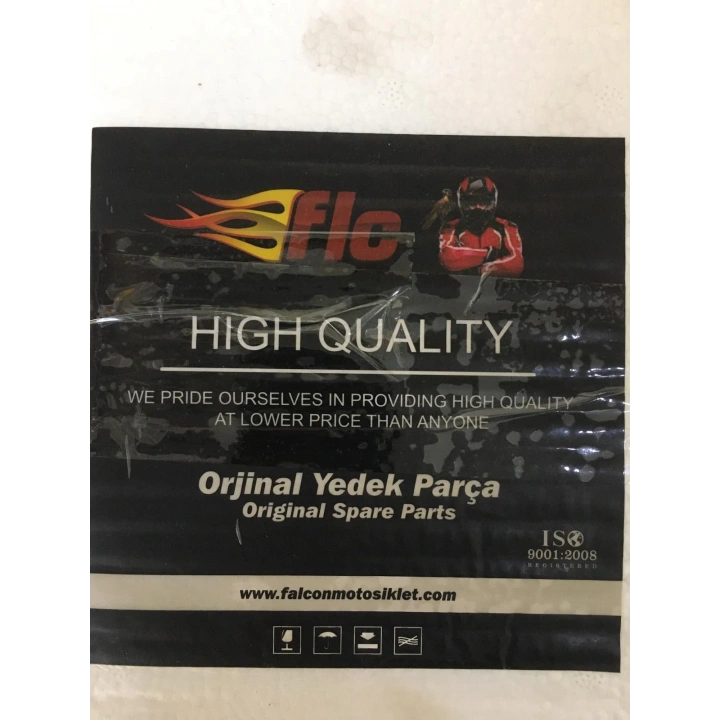 flc
HIGH QUALITY
WE PRIDE OURSELVES IN PROVIDING HIGH QUALITY
AT LOWER PRICE THAN ANYONE
Orjinal Yedek Parça
Original Spare Parts
ISO
9001:2008
REGISTERED
www.falconmotosiklet.com